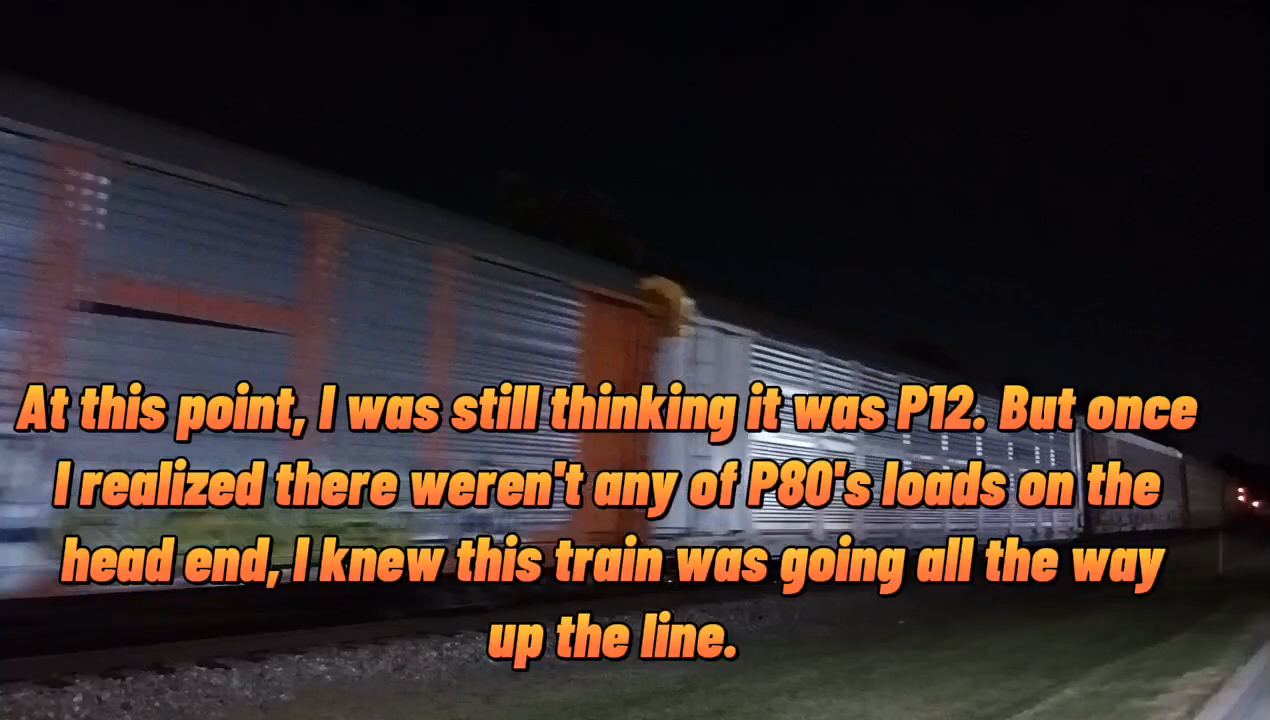 At this point, I was still thinking it was P12. But once
I realized there weren't any of P80's loads on the
head end, I knew this train was going all the way
up the line.